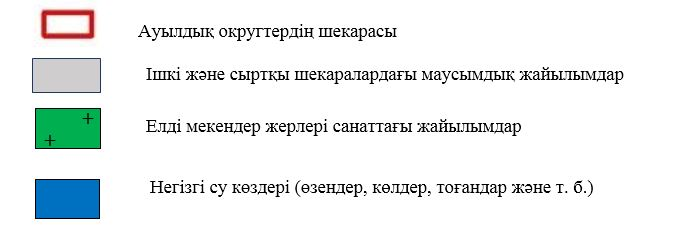 Ауылдық округтердің шекарасы
Ішкі және сыртқы шекаралардағы маусымдық жайылымдар
Елді мекендер жерлері санаттағы жайылымдар
Негізгі су көздері (өзендер, көлдер, тоғандар және т. б.)